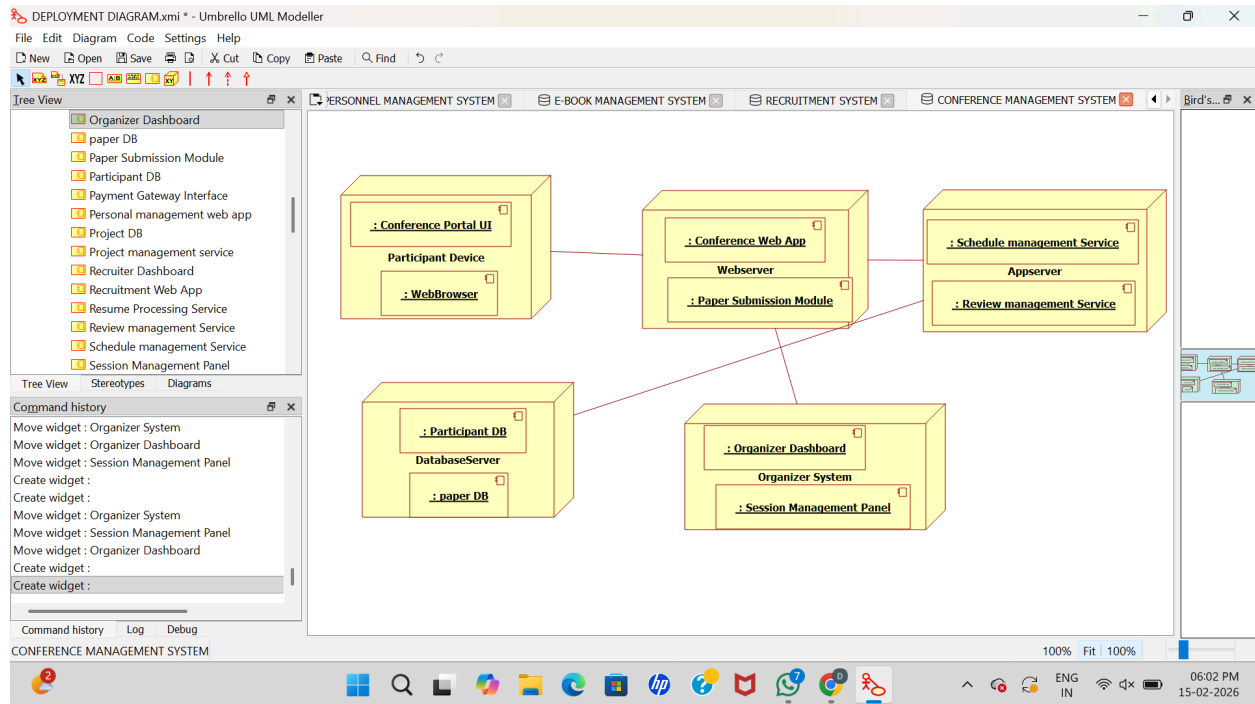 DEPLOYMENT DIAGRAM.xmi * - Umbrello UML Modeller
File Edit Diagram Code Settings Help
New Open Save Cut Copy Paste Find
XYZ XYZ A:B XY
Tree View
Organizer Dashboard
paper DB
Paper Submission Module
Participant DB
Payment Gateway Interface
Personal management web app
Project DB
Project management service
Recruiter Dashboard
Recruitment Web App
Resume Processing Service
Review management Service
Schedule management Service
Session Management Panel
Tree View Stereotypes Diagrams
Command history
Move widget : Organizer System
Move widget : Organizer Dashboard
Move widget : Session Management Panel
Create widget :
Create widget :
Move widget : Organizer System
Move widget : Session Management Panel
Move widget : Organizer Dashboard
Create widget :
Create widget :
Command history Log Debug
PERSONNEL MANAGEMENT SYSTEM E-BOOK MANAGEMENT SYSTEM RECRUITMENT SYSTEM CONFERENCE MANAGEMENT SYSTEM
Bird's...
: Conference Portal UI
Participant Device
: WebBrowser
: Conference Web App
Webserver
: Paper Submission Module
: Schedule management Service
Appserver
: Review management Service
: Participant DB
DatabaseServer
: paper DB
: Organizer Dashboard
Organizer System
: Session Management Panel
CONFERENCE MANAGEMENT SYSTEM
100% Fit 100%
2
hp
7
D
ENG
IN
06:02 PM
15-02-2026